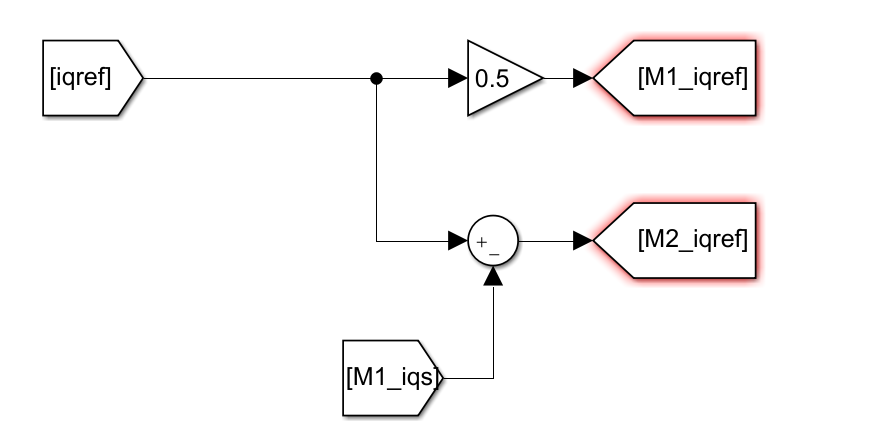 [iqref]
0.5
[M1_iqref]
+
−
[M2_iqref]
[M1_iqs]